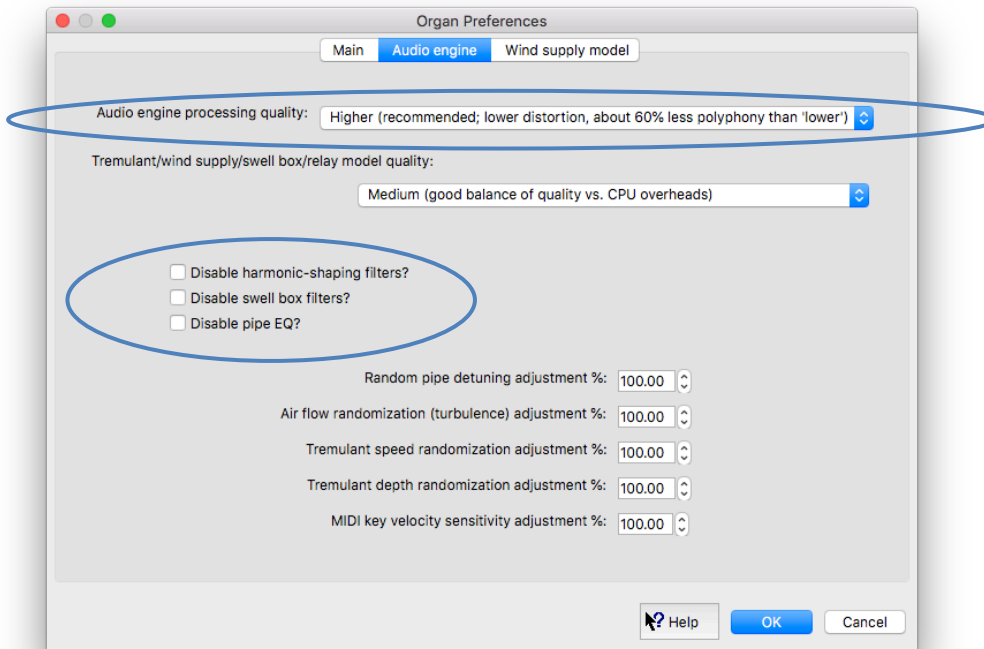 Organ Preferences
Main Audio engine Wind supply model
Audio engine processing quality: Higher (recommended; lower distortion, about 60% less polyphony than 'lower')
Tremulant/wind supply/swell box/relay model quality:
Medium (good balance of quality vs. CPU overheads)
Disable harmonic-shaping filters?
Disable swell box filters?
Disable pipe EQ?
Random pipe detuning adjustment %: 100.00
Air flow randomization (turbulence) adjustment %: 100.00
Tremulant speed randomization adjustment %: 100.00
Tremulant depth randomization adjustment %: 100.00
MIDI key velocity sensitivity adjustment %: 100.00
Help OK Cancel